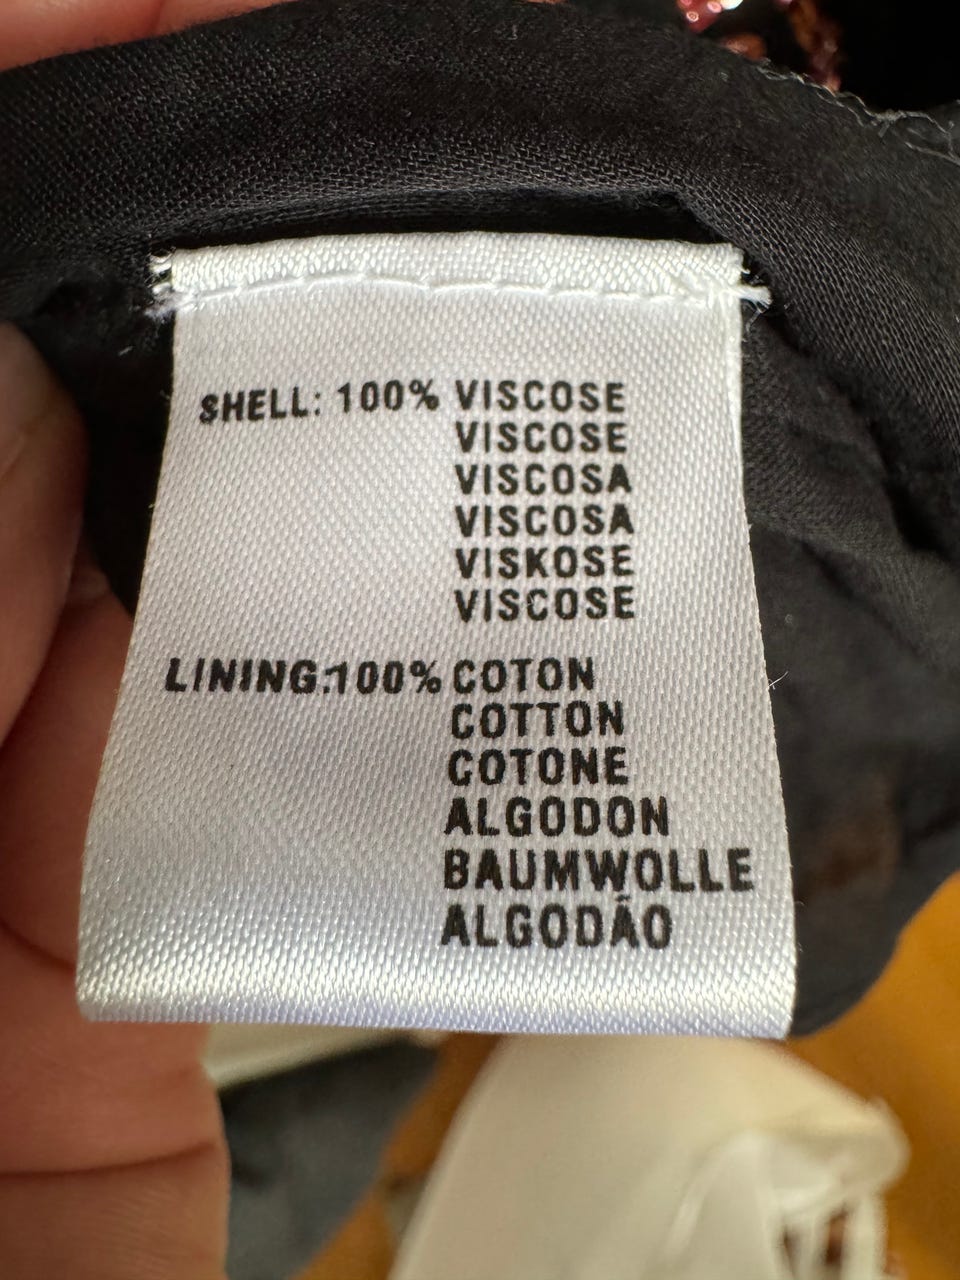 SHELL: 100% VISCOSE
VISCOSE
VISCOSA
VISCOSA
VISKOSE
VISCOSE
LINING:100% COTON
COTTON
COTONE
ALGODON
BAUMWOLLE
ALGODÃO